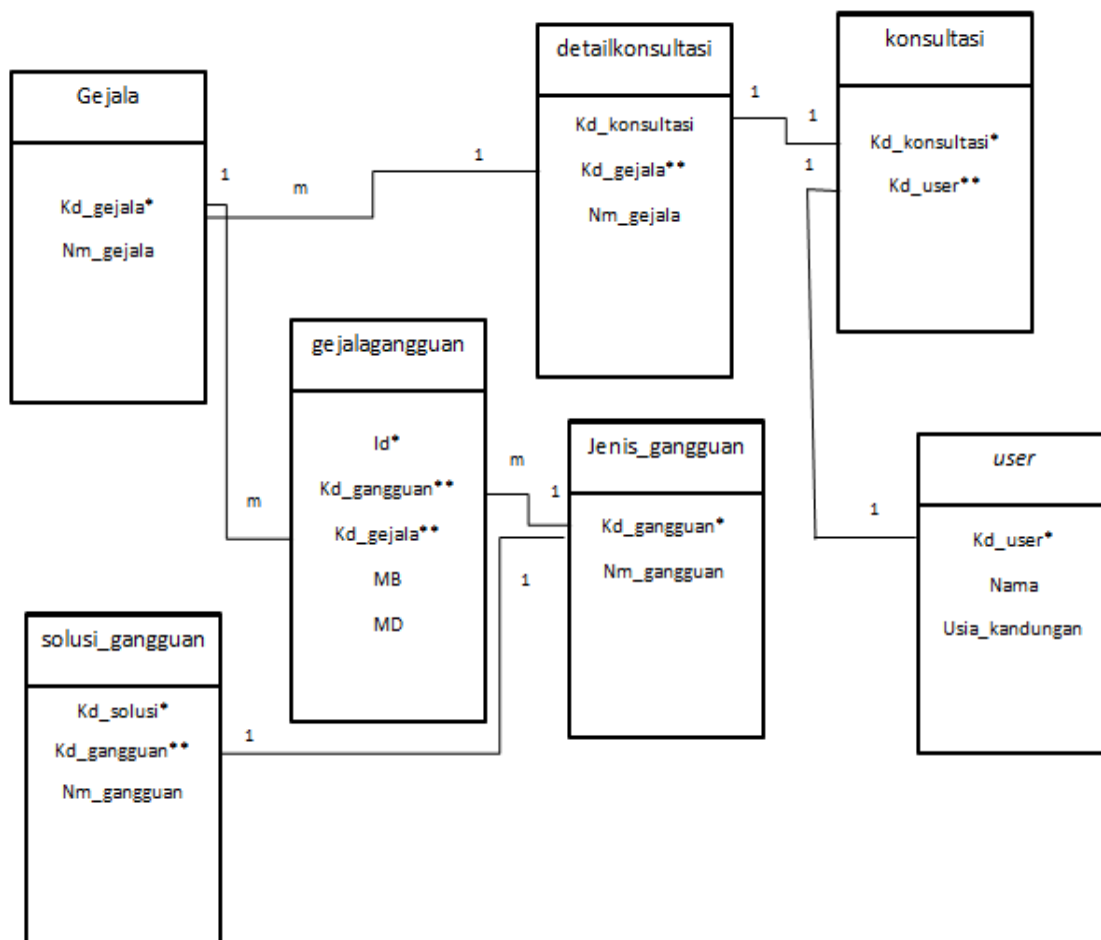 Gejala
Kd_gejala*
Nm_gejala
detailkonsultasi
Kd_konsultasi
Kd_gejala**
Nm_gejala
konsultasi
Kd_konsultasi*
Kd_user**
1
m
1
1
1
1
gejalagangguan
Id*
Kd_gangguan**
Kd_gejala**
MB
MD
m
m
1
Jenis_gangguan
Kd_gangguan*
Nm_gangguan
1
user
Kd_user*
Nama
Usia_kandungan
1
solusi_gangguan
Kd_solusi*
Kd_gangguan**
Nm_gangguan
1